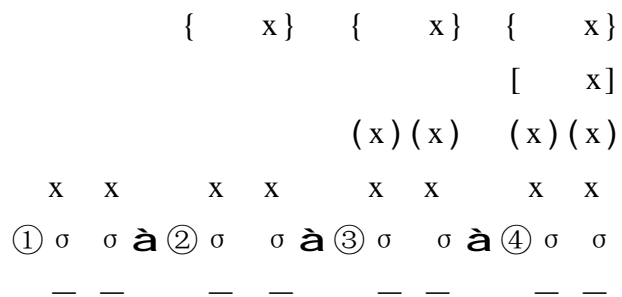 { x} { x} { x}
[ x]
(x)(x) (x)(x)
x x x x x x x x
① σ σ à ② σ σ à ③ σ σ à ④ σ σ
_ _ _ _ _ _ _ _